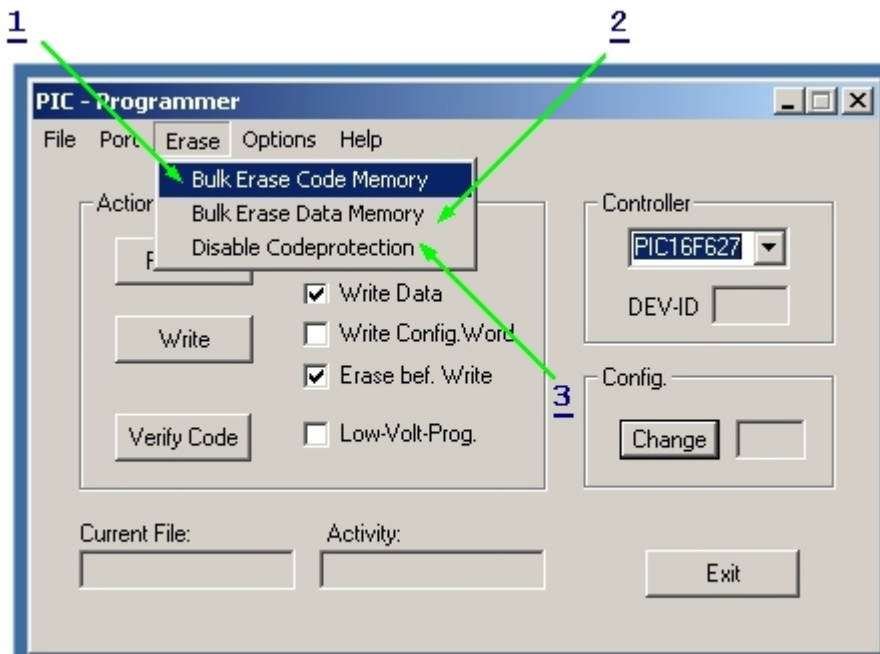 1
2
PIC - Programmer
File Port Erase Options Help
Bulk Erase Code Memory
Bulk Erase Data Memory
Disable Codeprotection
Action
Write Data
Write
Write Config.Word
Erase bef. Write
3
Verify Code
Low-Volt-Prog.
Controller
PIC16F627
DEV-ID
Config.
Change
Current File:
Activity:
Exit